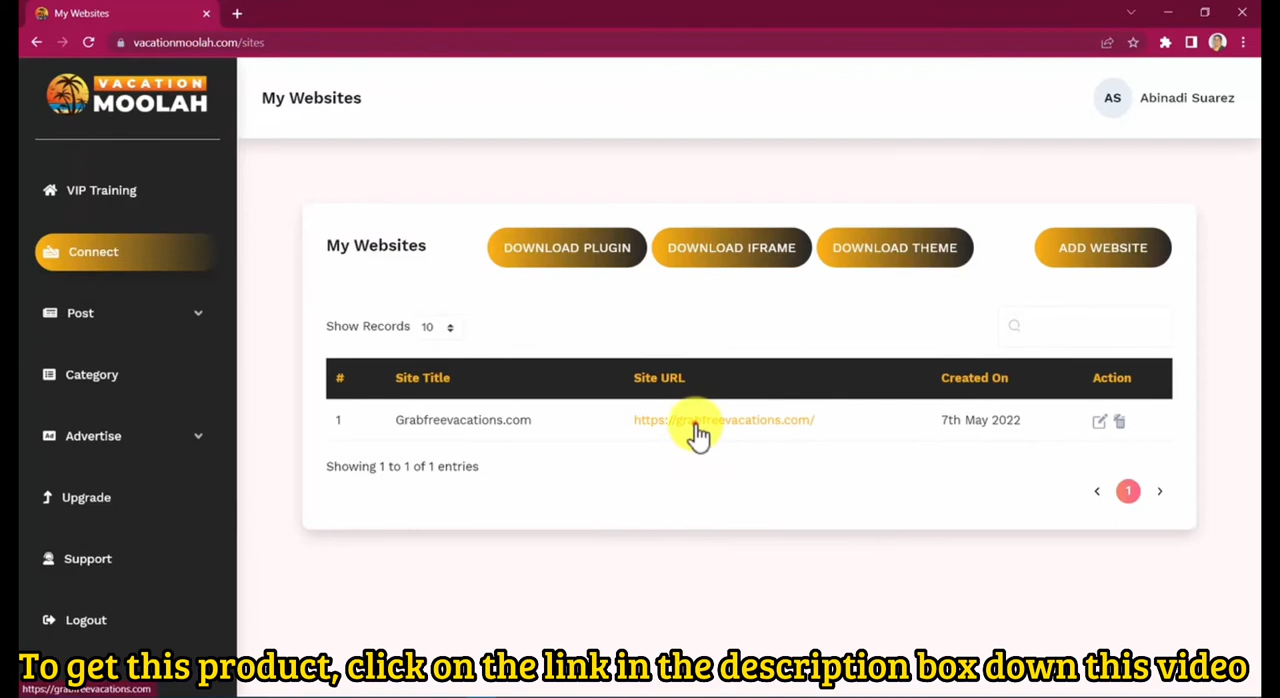 My Websites
vacationmoolah.com/sites
VACATION
MOOLAH
My Websites
AS
Abinadi Suarez
VIP Training
Connect
Post
Category
Advertise
Upgrade
Support
Logout
My Websites
DOWNLOAD PLUGIN
DOWNLOAD IFRAME
DOWNLOAD THEME
ADD WEBSITE
Show Records 10
# Site Title Site URL Created On Action
1 Grabfreevacations.com https://grabfreevacations.com/ 7th May 2022
Showing 1 to 1 of 1 entries
1
To get this product, click on the link in the description box down this video
https://grabfreevacations.com